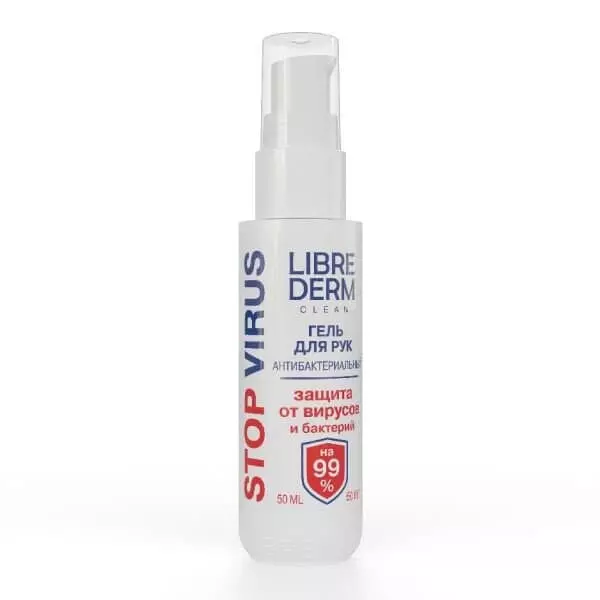 STOP VIRUS
LIBRE
DERM
CLEAN
ГЕЛЬ
ДЛЯ РУК
АНТИБАКТЕРИАЛЬНЫЙ
защита
от вирусов
и бактерий
на
99
%
50 ML